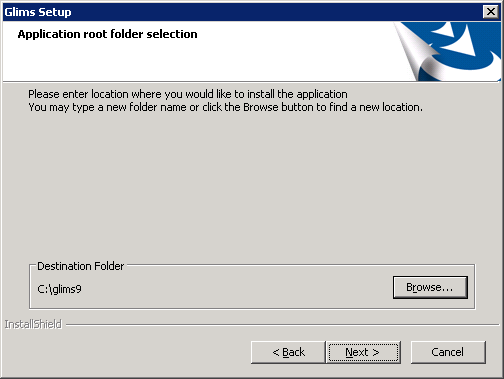 Glims Setup
Application root folder selection
Please enter location where you would like to install the application
You may type a new folder name or click the Browse button to find a new location.
Destination Folder
C:\glims9
Browse...
InstallShield
< Back
Next >
Cancel